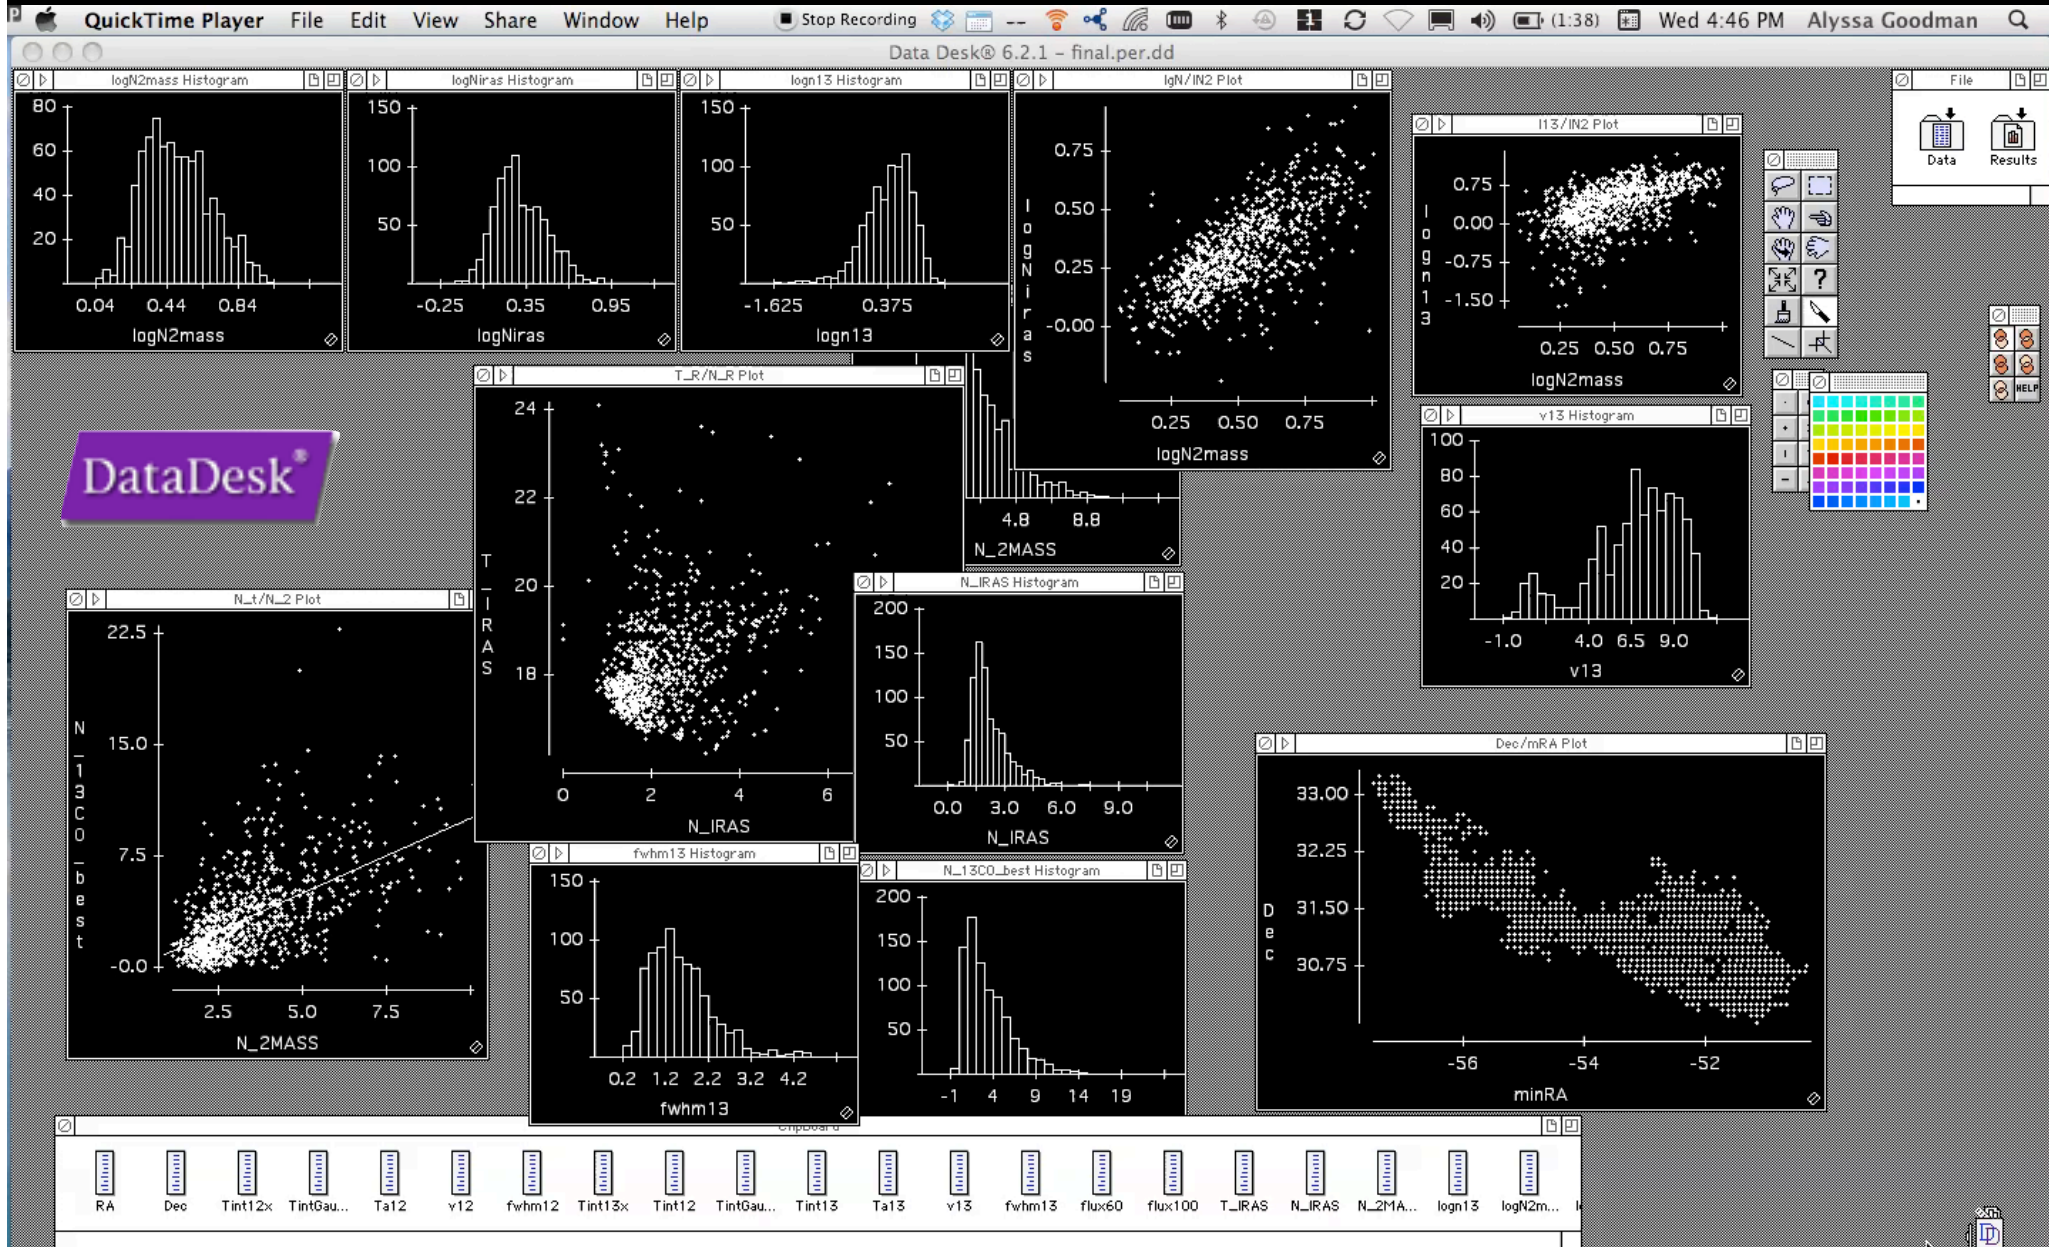 QuickTime Player File Edit View Share Window Help Stop Recording -- 1 (1:38) Wed 4:46 PM Alyssa Goodman
Data Desk® 6.2.1 – final.per.dd
logN2mass Histogram
80
60
40
20
0.04 0.44 0.84
logN2mass
logNiras Histogram
150
100
50
-0.25 0.35 0.95
logNiras
logn13 Histogram
150
100
50
-1.625 0.375
logn13
lgN/lN2 Plot
logNiras
0.75
0.50
0.25
-0.00
0.25 0.50 0.75
logN2mass
l13/lN2 Plot
logn13
0.75
0.00
-0.75
-1.50
0.25 0.50 0.75
logN2mass
File
Data Results
?
HELP
DataDesk®
T_R/N_R Plot
T_IRAS
24
22
20
18
0 2 4 6
N_IRAS
4.8 8.8
N_2MASS
v13 Histogram
100
80
60
40
20
-1.0 4.0 6.5 9.0
v13
N_t/N_2 Plot
N_13CO_best
22.5
15.0
7.5
-0.0
2.5 5.0 7.5
N_2MASS
N_IRAS Histogram
200
150
100
50
0.0 3.0 6.0 9.0
N_IRAS
fwhm13 Histogram
150
100
50
0.2 1.2 2.2 3.2 4.2
fwhm13
N_13CO_best Histogram
200
150
100
50
-1 4 9 14 19
Dec/mRA Plot
Dec
33.00
32.25
31.50
30.75
-56 -54 -52
minRA
Clipboard
RA Dec Tint12x TintGau... Ta12 v12 fwhm12 Tint13x Tint12 TintGau... Tint13 Ta13 v13 fwhm13 flux60 flux100 T_IRAS N_IRAS N_2MA... logn13 logN2m...
DD